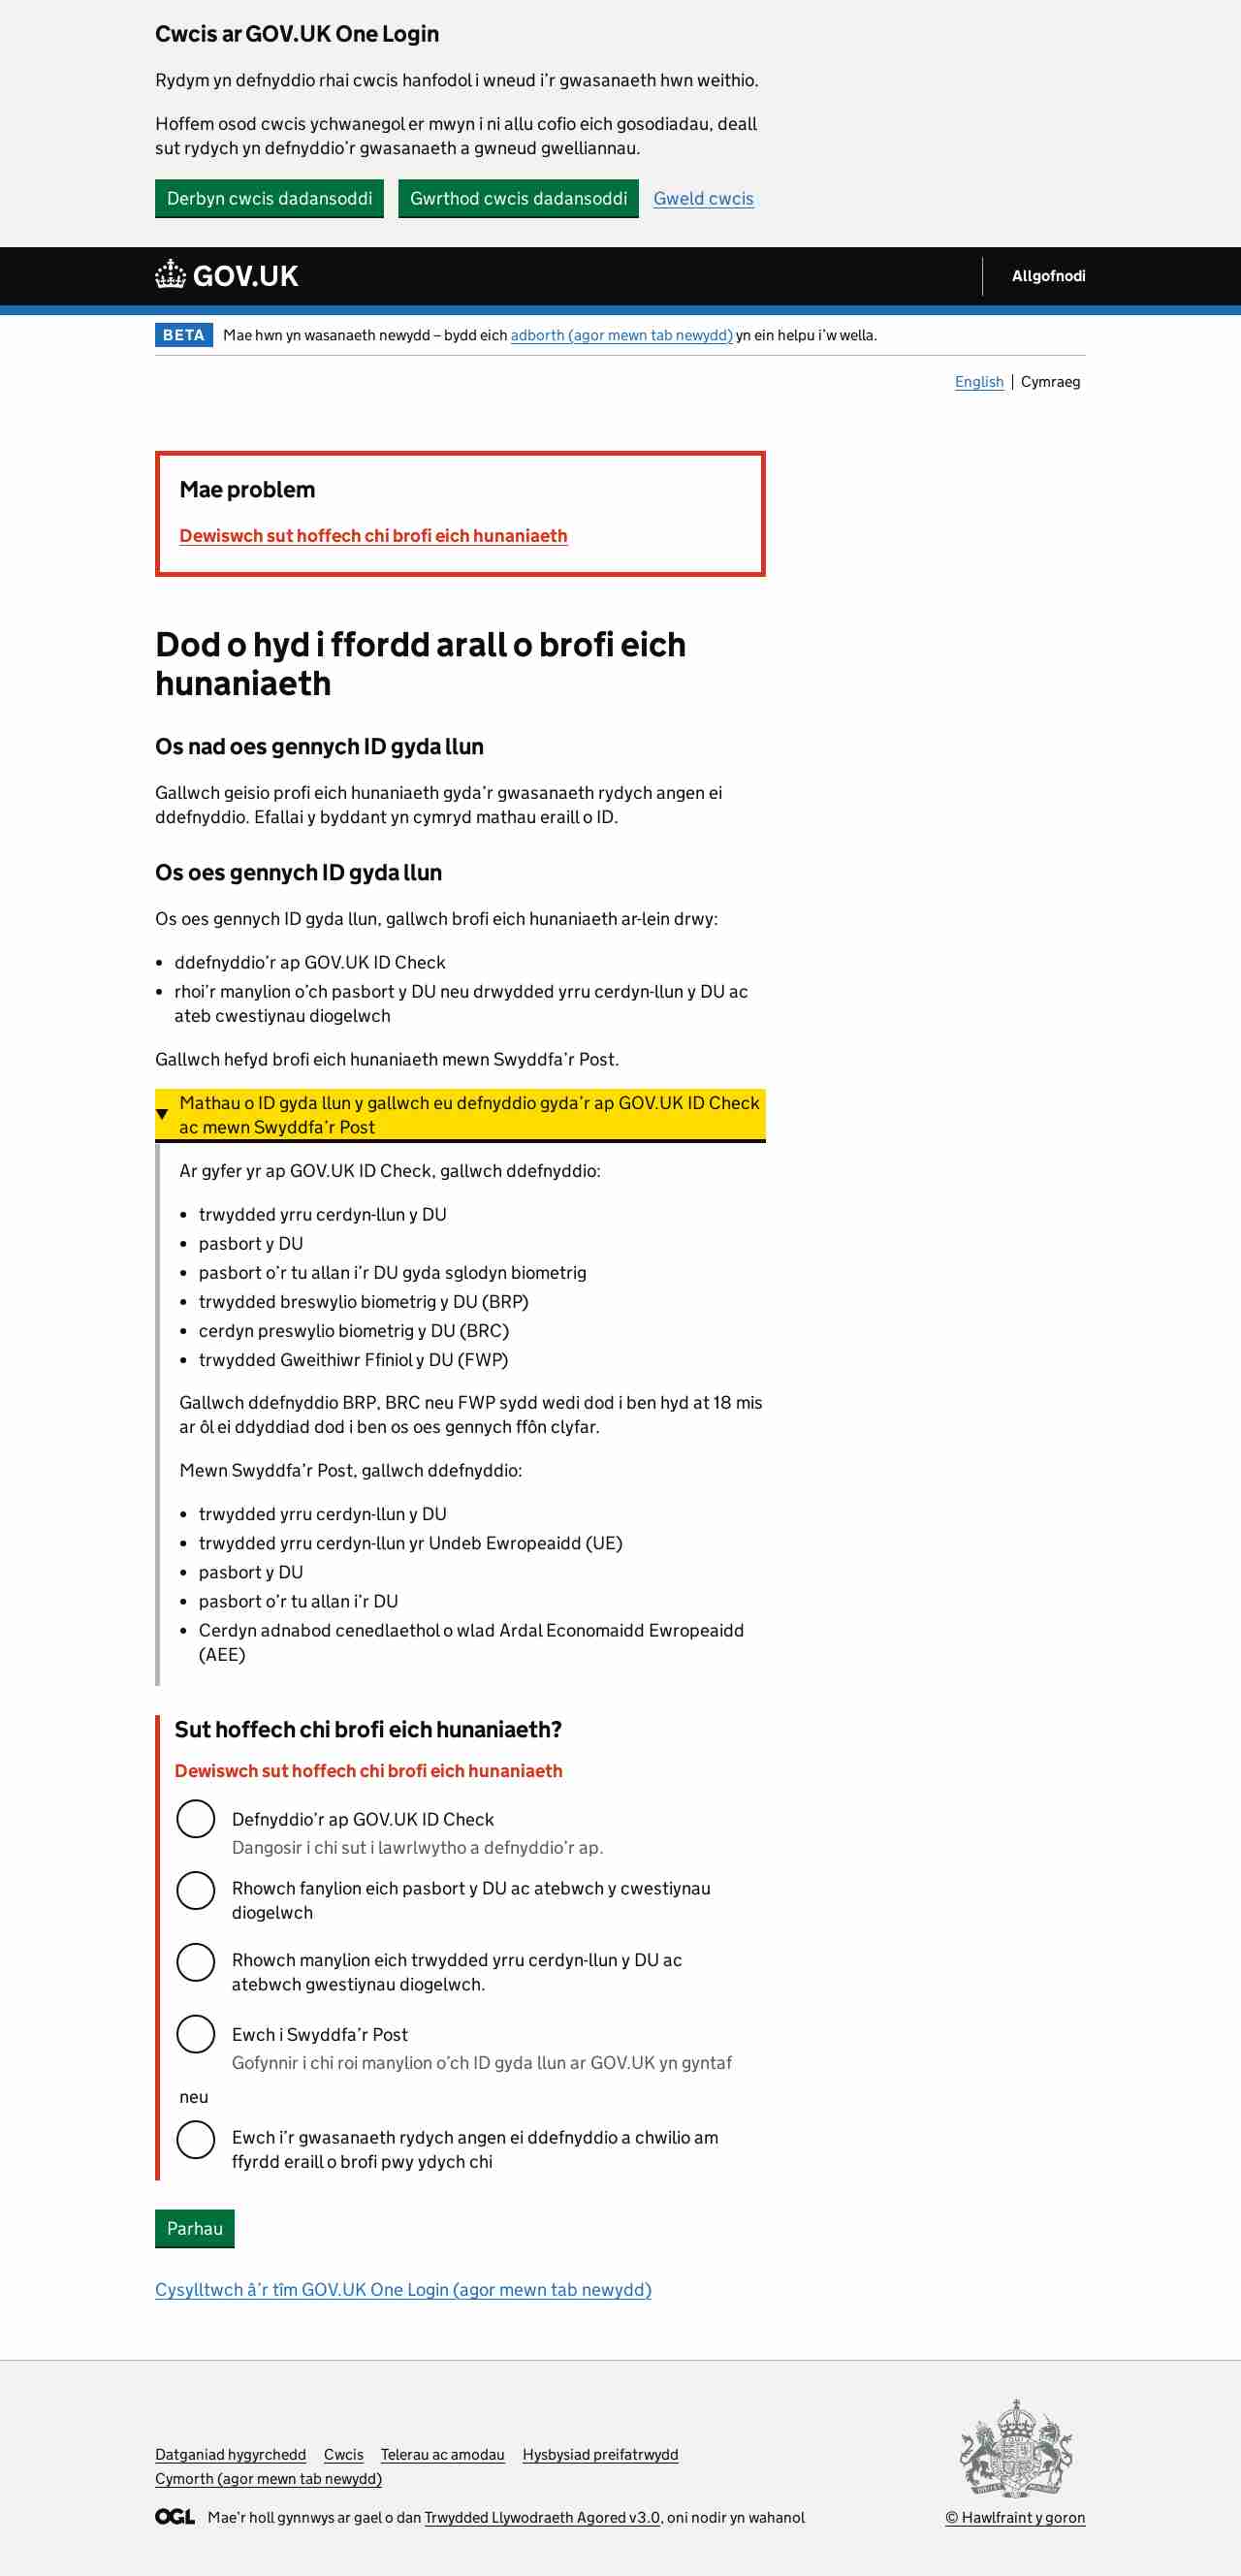 Cwcis ar GOV.UK One Login
Rydym yn defnyddio rhai cwcis hanfodol i wneud i’r gwasanaeth hwn weithio.
Hoffem osod cwcis ychwanegol er mwyn i ni allu cofio eich gosodiadau, deall
sut rydych yn defnyddio’r gwasanaeth a gwneud gwelliannau.
Derbyn cwcis dadansoddi Gwrthod cwcis dadansoddi Gweld cwcis
GOV.UK Allgofnodi
BETA Mae hwn yn wasanaeth newydd – bydd eich adborth (agor mewn tab newydd) yn ein helpu i’w wella.
English | Cymraeg
Mae problem
Dewiswch sut hoffech chi brofi eich hunaniaeth
Dod o hyd i ffordd arall o brofi eich
hunaniaeth
Os nad oes gennych ID gyda llun
Gallwch geisio profi eich hunaniaeth gyda’r gwasanaeth rydych angen ei
ddefnyddio. Efallai y byddant yn cymryd mathau eraill o ID.
Os oes gennych ID gyda llun
Os oes gennych ID gyda llun, gallwch brofi eich hunaniaeth ar-lein drwy:
• ddefnyddio’r ap GOV.UK ID Check
• rhoi’r manylion o’ch pasbort y DU neu drwydded yrru cerdyn-llun y DU ac
ateb cwestiynau diogelwch
Gallwch hefyd brofi eich hunaniaeth mewn Swyddfa’r Post.
▼ Mathau o ID gyda llun y gallwch eu defnyddio gyda’r ap GOV.UK ID Check
ac mewn Swyddfa’r Post
Ar gyfer yr ap GOV.UK ID Check, gallwch ddefnyddio:
• trwydded yrru cerdyn-llun y DU
• pasbort y DU
• pasbort o’r tu allan i’r DU gyda sglodyn biometrig
• trwydded breswylio biometrig y DU (BRP)
• cerdyn preswylio biometrig y DU (BRC)
• trwydded Gweithiwr Ffiniol y DU (FWP)
Gallwch ddefnyddio BRP, BRC neu FWP sydd wedi dod i ben hyd at 18 mis
ar ôl ei ddyddiad dod i ben os oes gennych ffôn clyfar.
Mewn Swyddfa’r Post, gallwch ddefnyddio:
• trwydded yrru cerdyn-llun y DU
• trwydded yrru cerdyn-llun yr Undeb Ewropeaidd (UE)
• pasbort y DU
• pasbort o’r tu allan i’r DU
• Cerdyn adnabod cenedlaethol o wlad Ardal Economaidd Ewropeaidd
(AEE)
Sut hoffech chi brofi eich hunaniaeth?
Dewiswch sut hoffech chi brofi eich hunaniaeth
Defnyddio’r ap GOV.UK ID Check
Dangosir i chi sut i lawrlwytho a defnyddio’r ap.
Rhowch fanylion eich pasbort y DU ac atebwch y cwestiynau
diogelwch
Rhowch manylion eich trwydded yrru cerdyn-llun y DU ac
atebwch gwestiynau diogelwch.
Ewch i Swyddfa’r Post
Gofynnir i chi roi manylion o’ch ID gyda llun ar GOV.UK yn gyntaf
neu
Ewch i’r gwasanaeth rydych angen ei ddefnyddio a chwilio am
ffyrdd eraill o brofi pwy ydych chi
Parhau
Cysylltwch â’r tîm GOV.UK One Login (agor mewn tab newydd)
Datganiad hygyrchedd Cwcis Telerau ac amodau Hysbysiad preifatrwydd
Cymorth (agor mewn tab newydd)
OGL Mae’r holl gynnwys ar gael o dan Trwydded Llywodraeth Agored v3.0, oni nodir yn wahanol
© Hawlfraint y goron